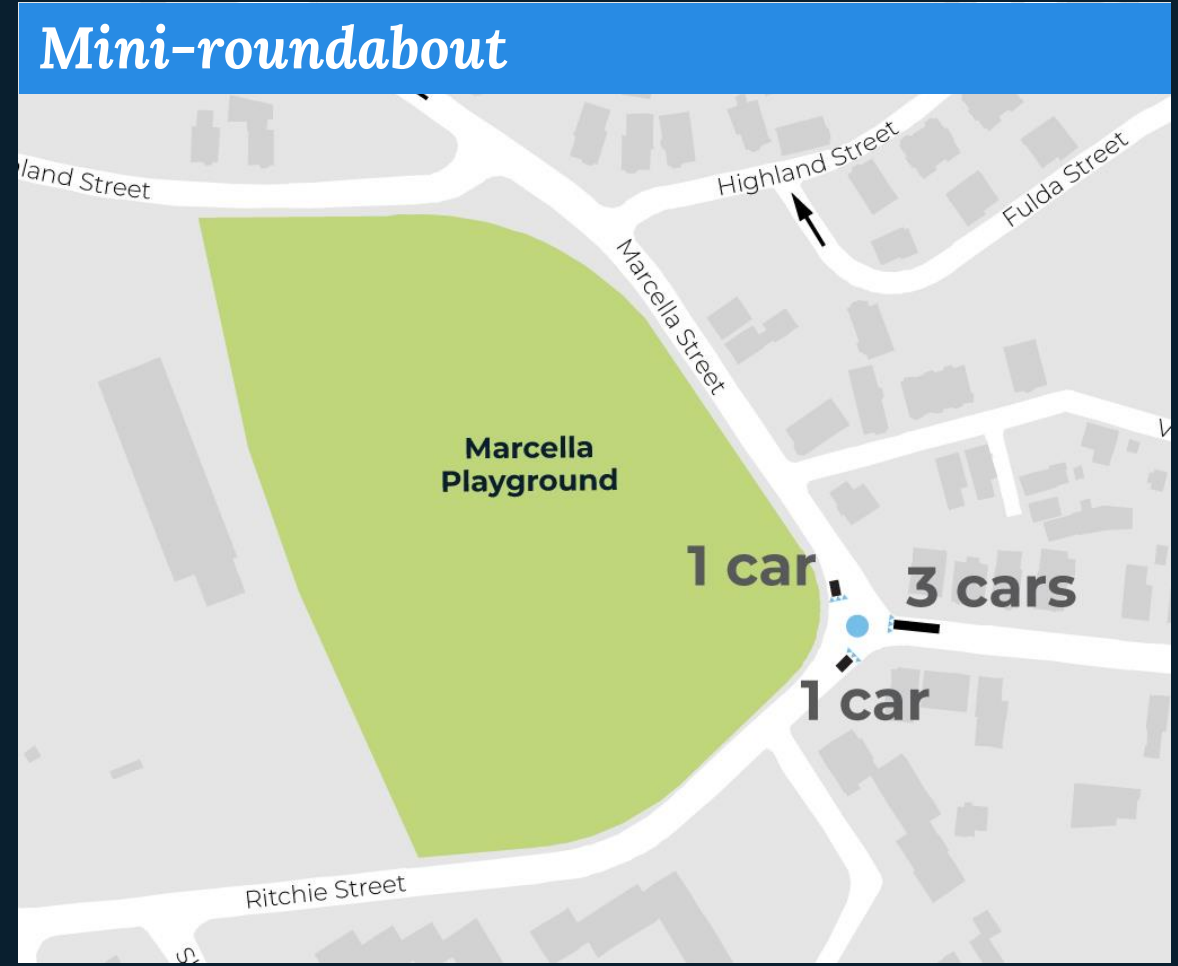 Mini-roundabout
land Street
Highland Street
Fulda Street
Marcella Street
Marcella
Playground
1 car
3 cars
1 car
Ritchie Street